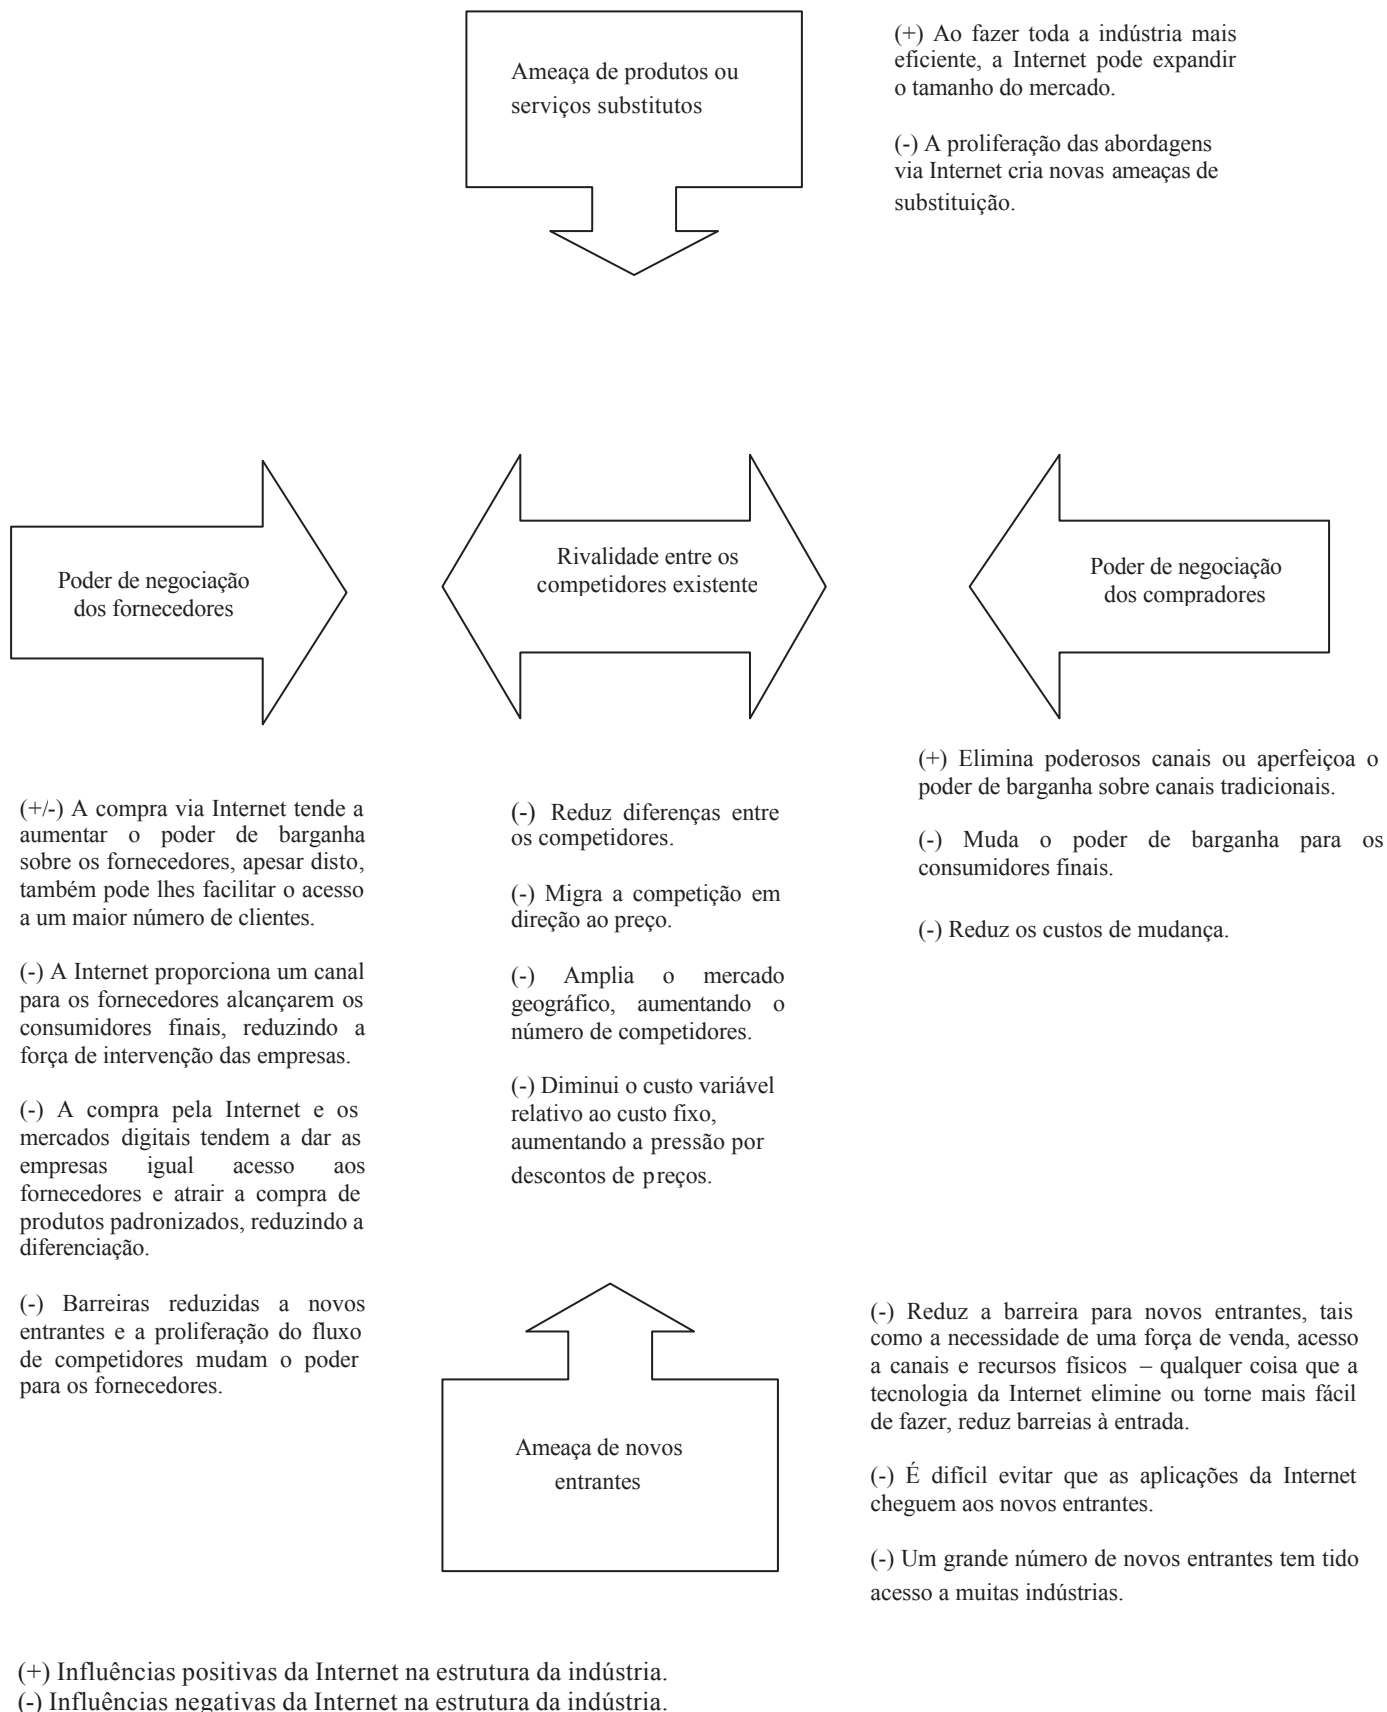 Ameaça de produtos ou
serviços substitutos
(+) Ao fazer toda a indústria mais
eficiente, a Internet pode expandir
o tamanho do mercado.
(-) A proliferação das abordagens
via Internet cria novas ameaças de
substituição.
Poder de negociação
dos fornecedores
Rivalidade entre os
competidores existente
Poder de negociação
dos compradores
(+/-) A compra via Internet tende a
aumentar o poder de barganha
sobre os fornecedores, apesar disto,
também pode lhes facilitar o acesso
a um maior número de clientes.
(-) A Internet proporciona um canal
para os fornecedores alcançarem os
consumidores finais, reduzindo a
força de intervenção das empresas.
(-) A compra pela Internet e os
mercados digitais tendem a dar as
empresas igual acesso aos
fornecedores e atrair a compra de
produtos padronizados, reduzindo a
diferenciação.
(-) Barreiras reduzidas a novos
entrantes e a proliferação do fluxo
de competidores mudam o poder
para os fornecedores.
(-) Reduz diferenças entre
os competidores.
(-) Migra a competição em
direção ao preço.
(-) Amplia o mercado
geográfico, aumentando o
número de competidores.
(-) Diminui o custo variável
relativo ao custo fixo,
aumentando a pressão por
descontos de preços.
(+) Elimina poderosos canais ou aperfeiçoa o
poder de barganha sobre canais tradicionais.
(-) Muda o poder de barganha para os
consumidores finais.
(-) Reduz os custos de mudança.
Ameaça de novos
entrantes
(-) Reduz a barreira para novos entrantes, tais
como a necessidade de uma força de venda, acesso
a canais e recursos físicos – qualquer coisa que a
tecnologia da Internet elimine ou torne mais fácil
de fazer, reduz barreias à entrada.
(-) É difícil evitar que as aplicações da Internet
cheguem aos novos entrantes.
(-) Um grande número de novos entrantes tem tido
acesso a muitas indústrias.
(+) Influências positivas da Internet na estrutura da indústria.
(-) Influências negativas da Internet na estrutura da indústria.